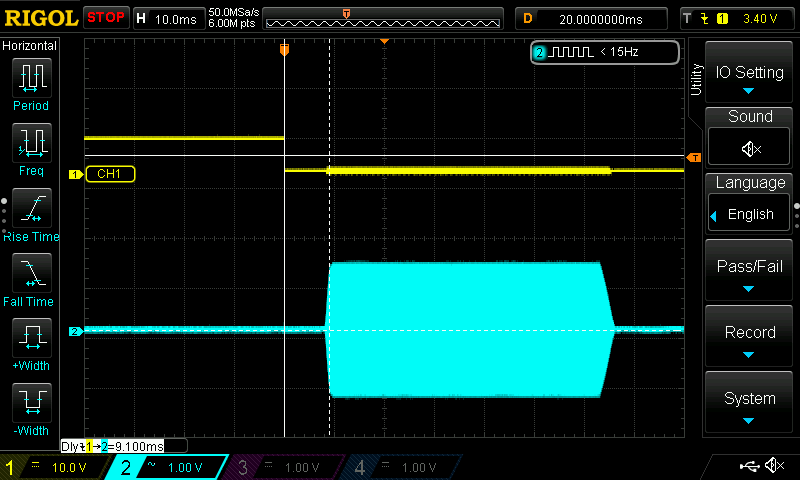 RIGOL STOP H 10.0ms 50.0MSa/s 6.00M pts T D 20.0000000ms T 1 3.40 V
Horizontal
Period
Freq
Rise Time
Fall Time
+Width
-Width
T
2 < 15Hz
1 CH1
T
2
Dly 1→2=9.100ms
Utility
IO Setting
Sound
Language
English
Pass/Fail
Record
System
1 = 10.0 V 2 ~ 1.00 V 3 = 1.00 V 4 = 1.00 V